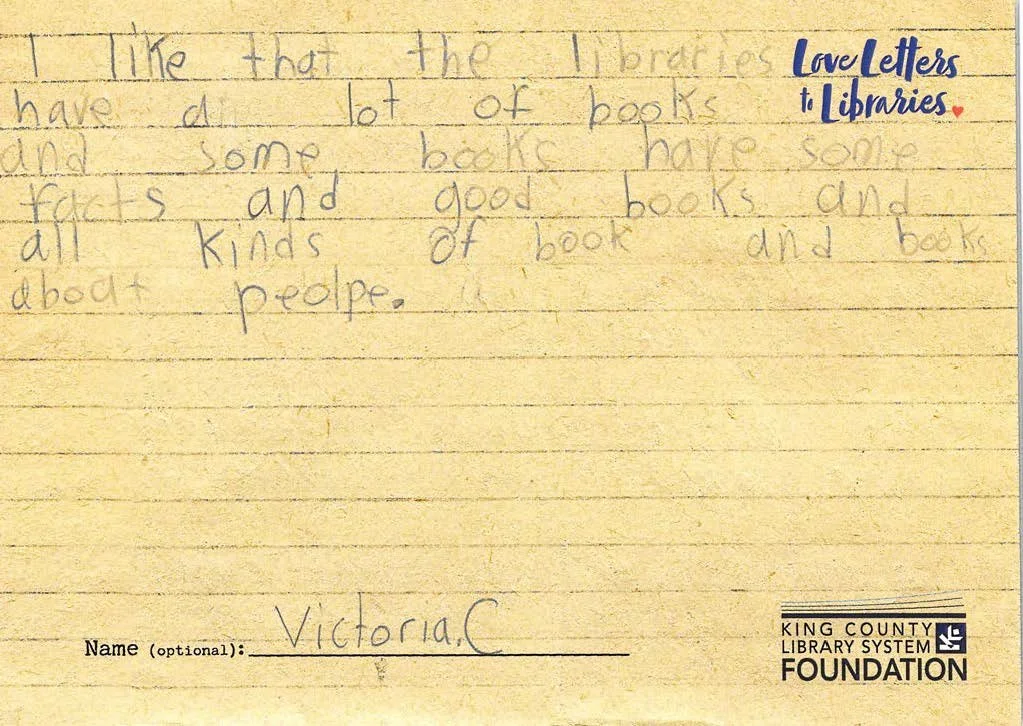 I like that the libraries
have a lot of books
and some books have some
facts and good books and
all kinds of book and books
about peolpe.
Love Letters
to Libraries
Name (optional): Victoria.C
KING COUNTY
LIBRARY SYSTEM
FOUNDATION